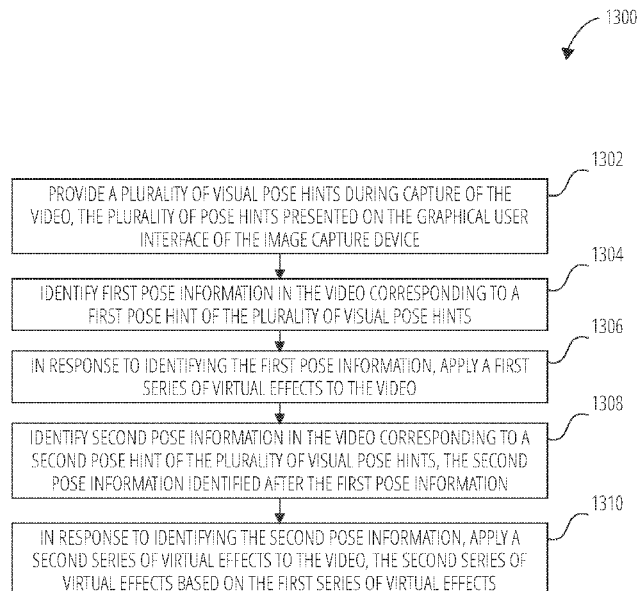 1300
1302
PROVIDE A PLURALITY OF VISUAL POSE HINTS DURING CAPTURE OF THE
VIDEO, THE PLURALITY OF POSE HINTS PRESENTED ON THE GRAPHICAL USER
INTERFACE OF THE IMAGE CAPTURE DEVICE
1304
IDENTIFY FIRST POSE INFORMATION IN THE VIDEO CORRESPONDING TO A
FIRST POSE HINT OF THE PLURALITY OF VISUAL POSE HINTS
1306
IN RESPONSE TO IDENTIFYING THE FIRST POSE INFORMATION, APPLY A FIRST
SERIES OF VIRTUAL EFFECTS TO THE VIDEO
1308
IDENTIFY SECOND POSE INFORMATION IN THE VIDEO CORRESPONDING TO A
SECOND POSE HINT OF THE PLURALITY OF VISUAL POSE HINTS, THE SECOND
POSE INFORMATION IDENTIFIED AFTER THE FIRST POSE INFORMATION
1310
IN RESPONSE TO IDENTIFYING THE SECOND POSE INFORMATION, APPLY A
SECOND SERIES OF VIRTUAL EFFECTS TO THE VIDEO, THE SECOND SERIES OF
VIRTUAL EFFECTS BASED ON THE FIRST SERIES OF VIRTUAL EFFECTS